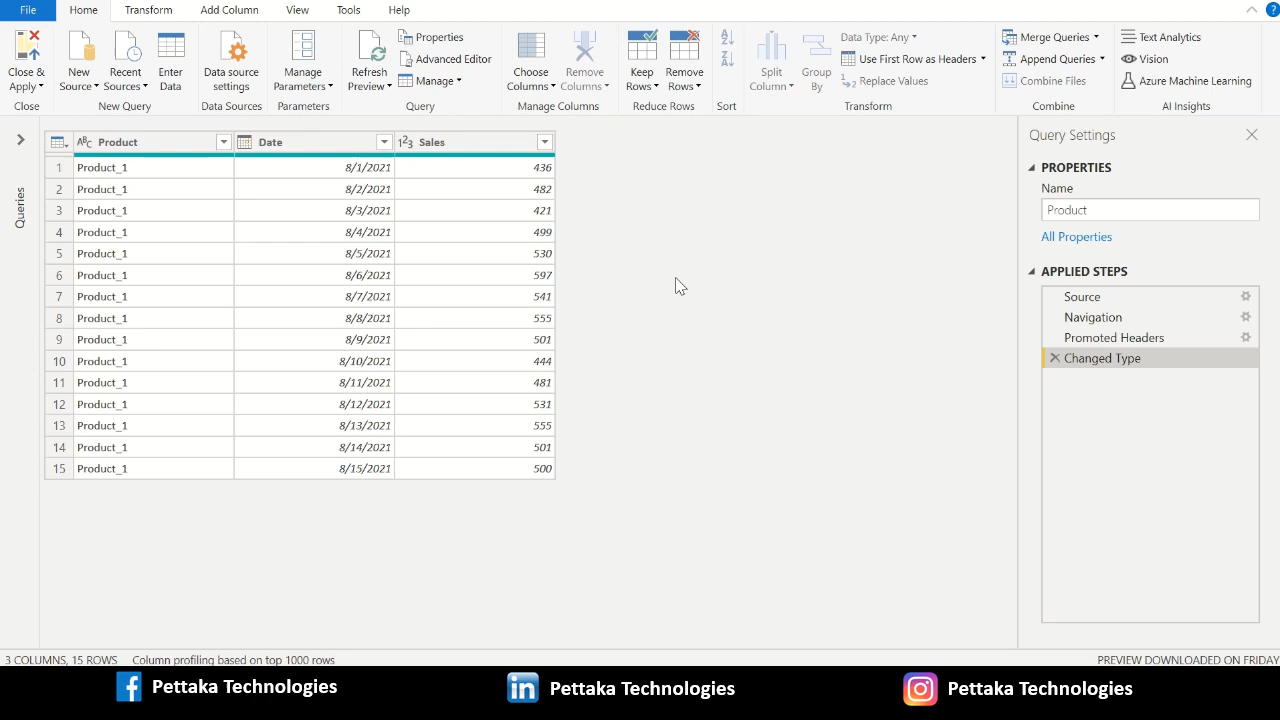 File Home Transform Add Column View Tools Help
Close & Apply New Source Recent Sources Enter Data Data source settings Manage Parameters Refresh Preview Properties Advanced Editor Manage Choose Columns Remove Columns Keep Rows Remove Rows Split Column Group By Data Type: Any Use First Row as Headers Replace Values Merge Queries Append Queries Combine Files Text Analytics Vision Azure Machine Learning
Close New Query Data Sources Parameters Query Manage Columns Reduce Rows Sort Transform Combine AI Insights
Queries
ABC Product Date 123 Sales
1 Product_1 8/1/2021 436
2 Product_1 8/2/2021 482
3 Product_1 8/3/2021 421
4 Product_1 8/4/2021 499
5 Product_1 8/5/2021 530
6 Product_1 8/6/2021 597
7 Product_1 8/7/2021 541
8 Product_1 8/8/2021 555
9 Product_1 8/9/2021 501
10 Product_1 8/10/2021 444
11 Product_1 8/11/2021 481
12 Product_1 8/12/2021 531
13 Product_1 8/13/2021 555
14 Product_1 8/14/2021 501
15 Product_1 8/15/2021 500
Query Settings
PROPERTIES
Name
Product
All Properties
APPLIED STEPS
Source
Navigation
Promoted Headers
Changed Type
3 COLUMNS, 15 ROWS Column profiling based on top 1000 rows PREVIEW DOWNLOADED ON FRIDAY
Pettaka Technologies Pettaka Technologies Pettaka Technologies